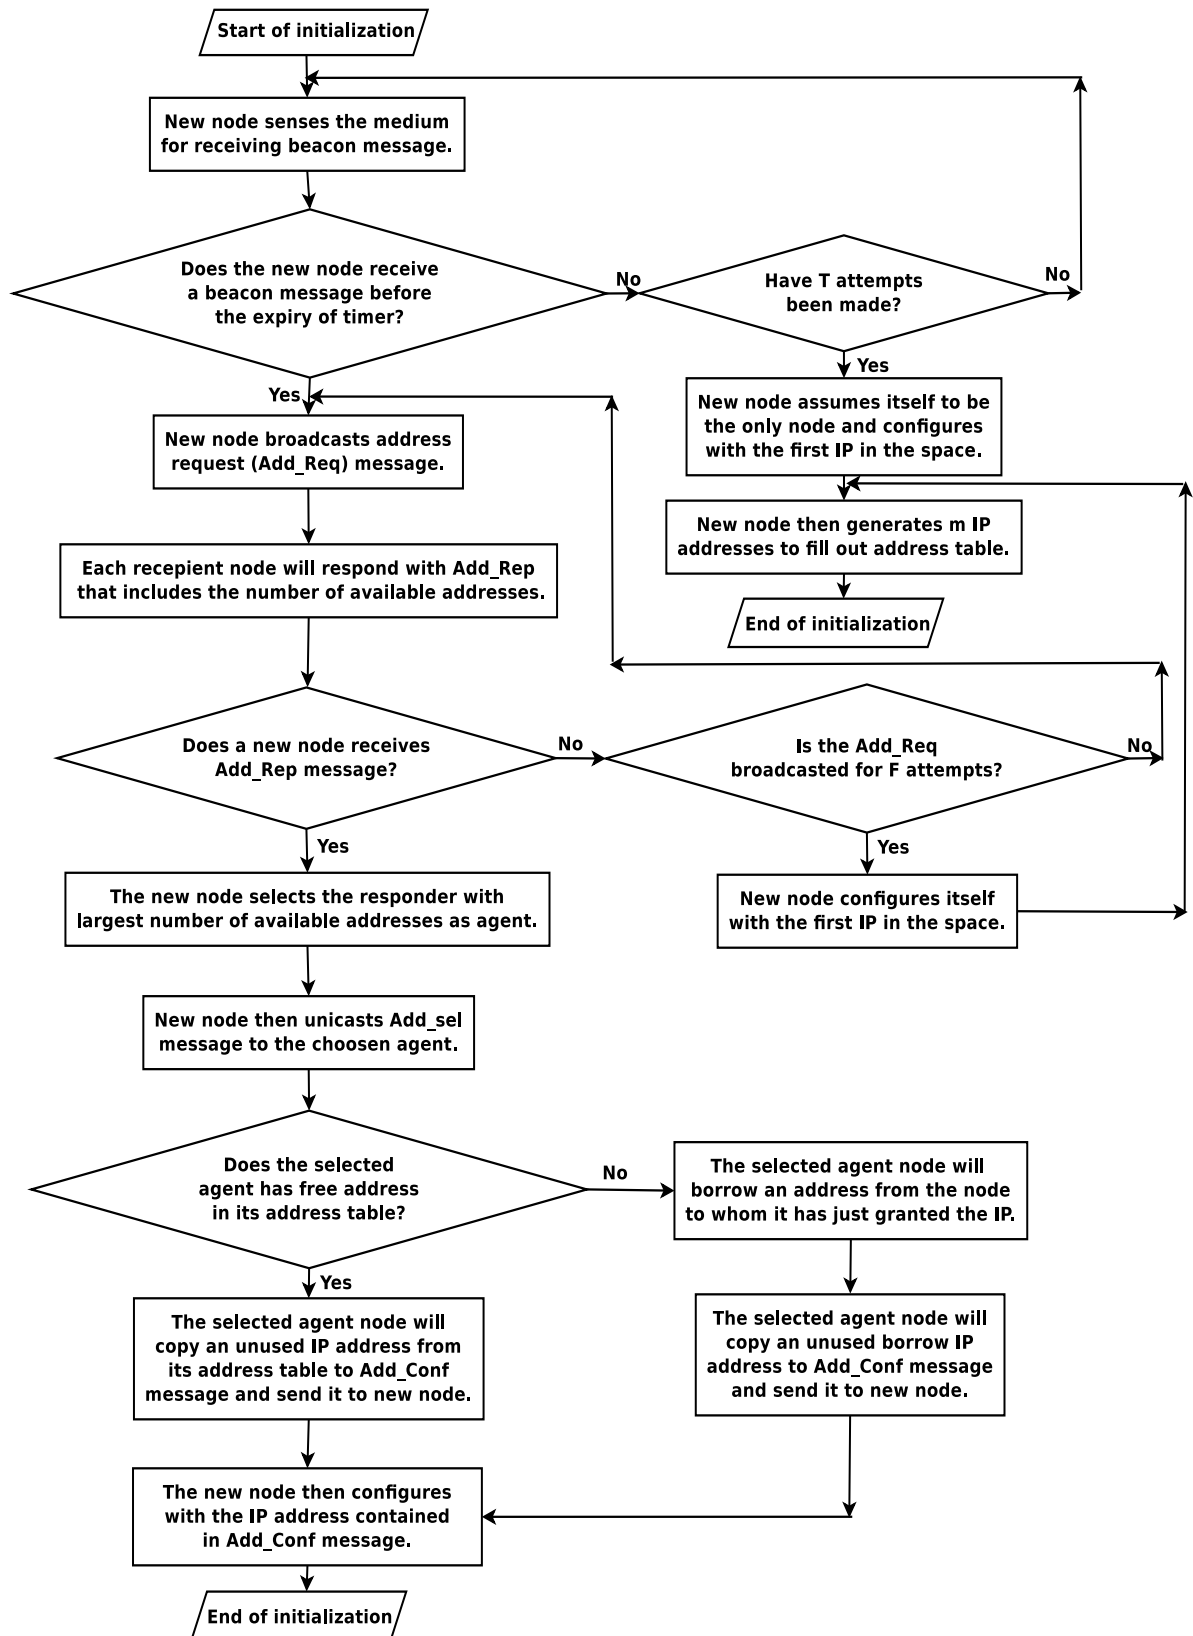 Start of initialization
New node senses the medium
for receiving beacon message.
Does the new node receive
a beacon message before
the expiry of timer?
No
Have T attempts
been made?
No
Yes
New node assumes itself to be
the only node and configures
with the first IP in the space.
New node then generates m IP
addresses to fill out address table.
End of initialization
Yes
New node broadcasts address
request (Add_Req) message.
Each recepient node will respond with Add_Rep
that includes the number of available addresses.
Does a new node receives
Add_Rep message?
No
Is the Add_Req
broadcasted for F attempts?
No
Yes
New node configures itself
with the first IP in the space.
Yes
The new node selects the responder with
largest number of available addresses as agent.
New node then unicasts Add_sel
message to the choosen agent.
Does the selected
agent has free address
in its address table?
No
The selected agent node will
borrow an address from the node
to whom it has just granted the IP.
The selected agent node will
copy an unused borrow IP
address to Add_Conf message
and send it to new node.
Yes
The selected agent node will
copy an unused IP address from
its address table to Add_Conf
message and send it to new node.
The new node then configures
with the IP address contained
in Add_Conf message.
End of initialization